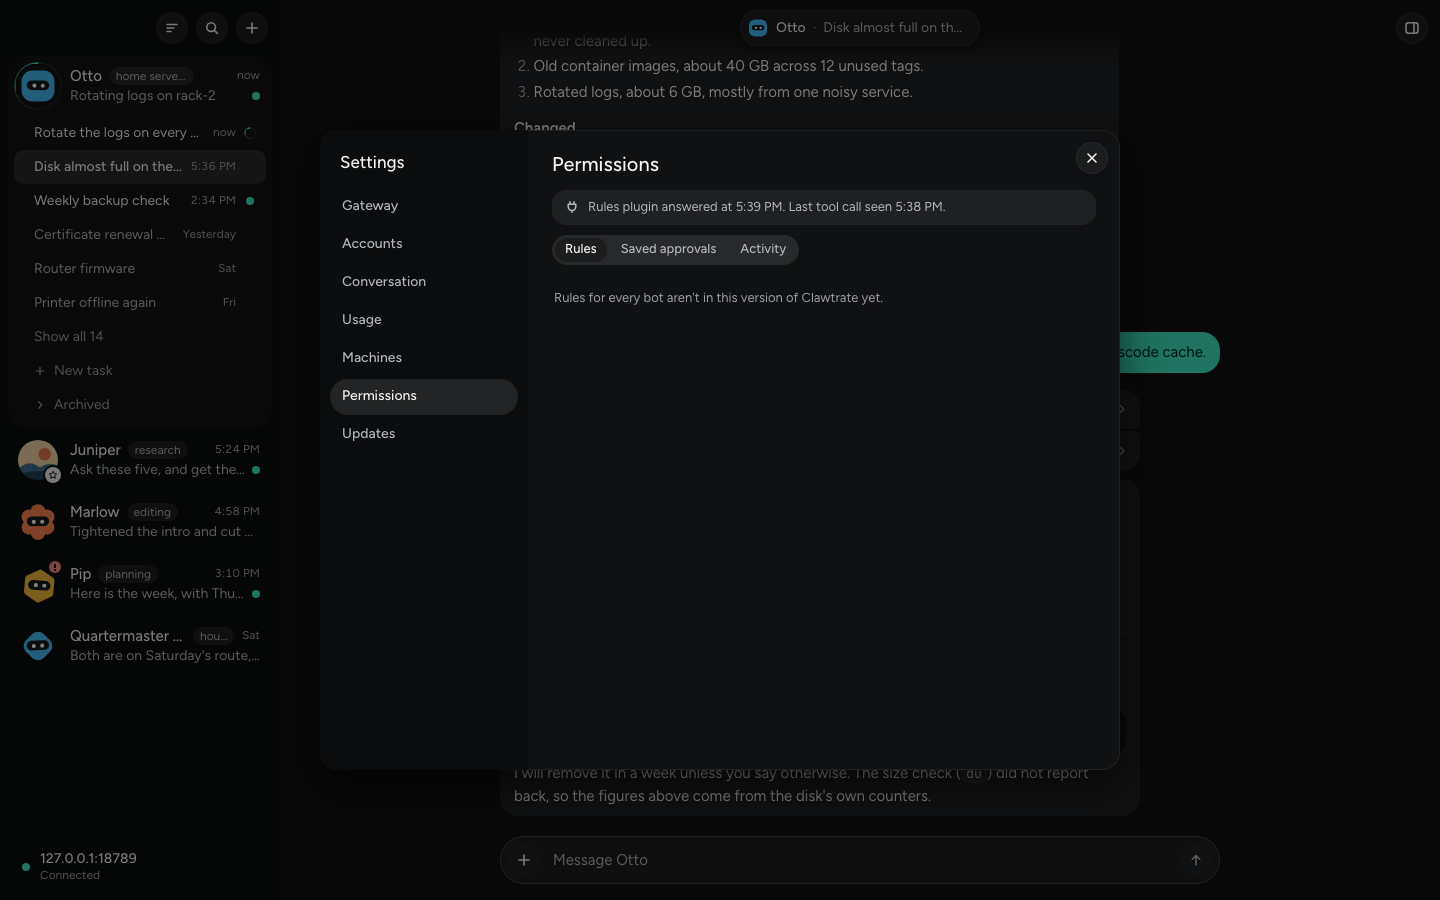 Otto home serve... now
Rotating logs on rack-2
Rotate the logs on every ... now
Disk almost full on the... 5:36 PM
Weekly backup check 2:34 PM
Certificate renewal ... Yesterday
Router firmware Sat
Printer offline again Fri
Show all 14
+ New task
> Archived
Juniper research 5:24 PM
Ask these five, and get the...
Marlow editing 4:58 PM
Tightened the intro and cut ...
Pip planning 3:10 PM
Here is the week, with Thu...
Quartermaster ... hou... Sat
Both are on Saturday's route,...
127.0.0.1:18789
Connected
Otto · Disk almost full on th...
never cleaned up.
2. Old container images, about 40 GB across 12 unused tags.
3. Rotated logs, about 6 GB, mostly from one noisy service.
Changed
Settings
Gateway
Accounts
Conversation
Usage
Machines
Permissions
Updates
Permissions
Rules plugin answered at 5:39 PM. Last tool call seen 5:38 PM.
Rules Saved approvals Activity
Rules for every bot aren't in this version of Clawtrate yet.
scode cache.
I will remove it in a week unless you say otherwise. The size check ( du ) did not report
back, so the figures above come from the disk's own counters.
Message Otto